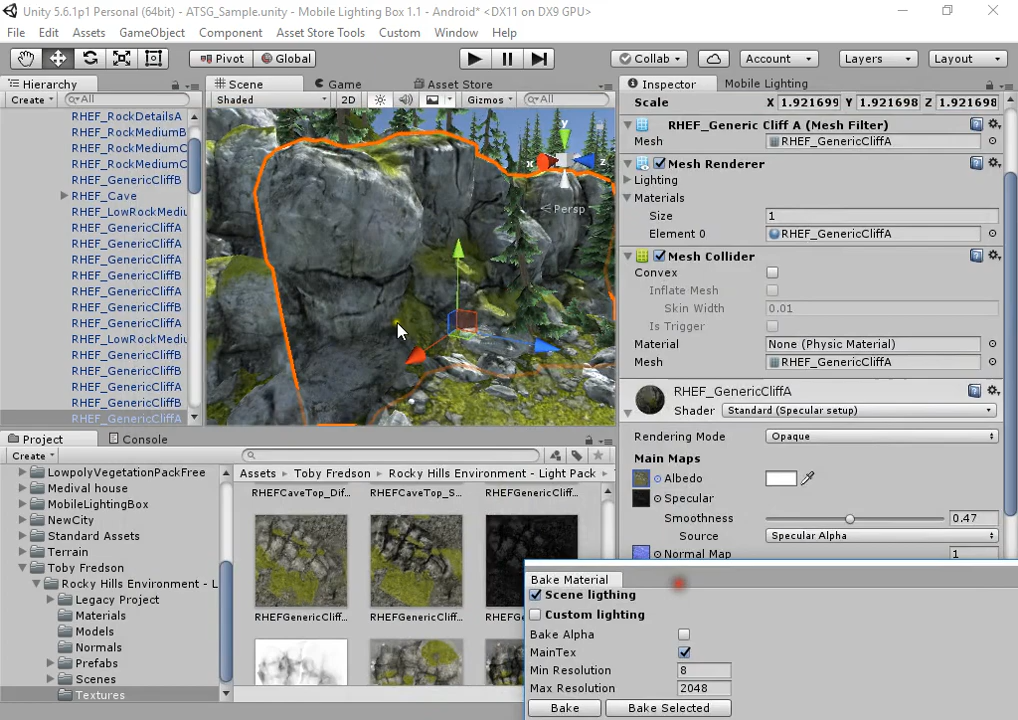 Unity 5.6.1p1 Personal (64bit) - ATSG_Sample.unity - Mobile Lighting Box 1.1 - Android* <DX11 on DX9 GPU>
File Edit Assets GameObject Component Asset Store Tools Custom Window Help
Pivot Global Collab Account Layers Layout
Hierarchy
Create All
RHEF_RockDetailsA
RHEF_RockMediumB
RHEF_RockMediumC
RHEF_RockMediumC
RHEF_GenericCliffB
RHEF_Cave
RHEF_LowRockMediu
RHEF_GenericCliffA
RHEF_GenericCliffA
RHEF_GenericCliffA
RHEF_GenericCliffB
RHEF_GenericCliffA
RHEF_GenericCliffB
RHEF_GenericCliffA
RHEF_LowRockMediu
RHEF_GenericCliffB
RHEF_GenericCliffB
RHEF_GenericCliffA
RHEF_GenericCliffB
RHEF_GenericCliffA
Scene Game Asset Store
Shaded 2D Gizmos All
y
x
z
Persp
Inspector Mobile Lighting
Scale X 1.921699 Y 1.921698 Z 1.921698
RHEF_Generic Cliff A (Mesh Filter)
Mesh RHEF_GenericCliffA
Mesh Renderer
Lighting
Materials
Size 1
Element 0 RHEF_GenericCliffA
Mesh Collider
Convex
Inflate Mesh
Skin Width 0.01
Is Trigger
Material None (Physic Material)
Mesh RHEF_GenericCliffA
RHEF_GenericCliffA
Shader Standard (Specular setup)
Rendering Mode Opaque
Main Maps
Albedo
Specular
Smoothness 0.47
Source Specular Alpha
Normal Map 1
Project Console
Create
LowpolyVegetationPackFree
Medival house
MobileLightingBox
NewCity
Standard Assets
Terrain
Toby Fredson
Rocky Hills Environment - L
Legacy Project
Materials
Models
Normals
Prefabs
Scenes
Textures
Assets Toby Fredson Rocky Hills Environment - Light Pack
RHEFCaveTop_Dif... RHEFCaveTop_S... RHEFGenericCliff...
RHEFGenericCliff... RHEFGenericCliff... RHEFGenericCliff...
Bake Material
Scene ligthing
Custom lighting
Bake Alpha
MainTex
Min Resolution 8
Max Resolution 2048
Bake Bake Selected